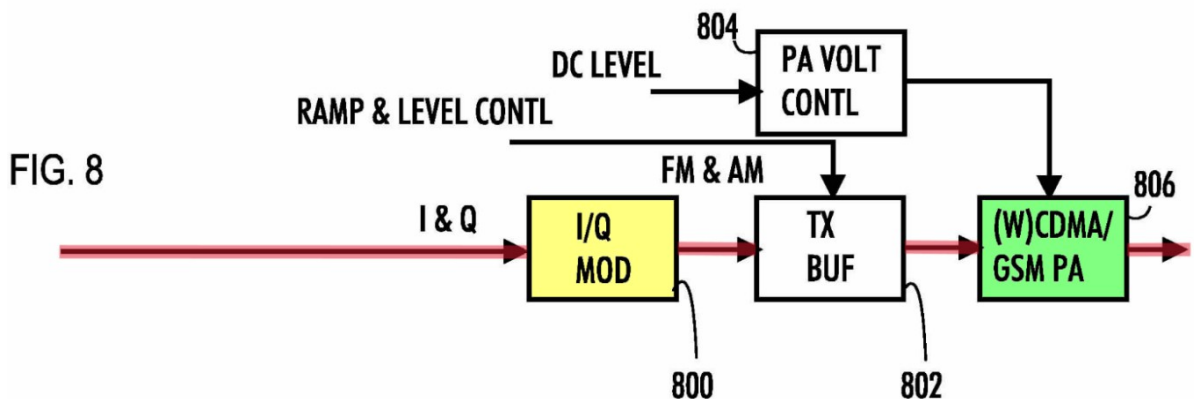 804
PA VOLT
CONTL
DC LEVEL
RAMP & LEVEL CONTL
FIG. 8
FM & AM
806
I & Q
I/Q
MOD
TX
BUF
(W)CDMA/
GSM PA
800
802